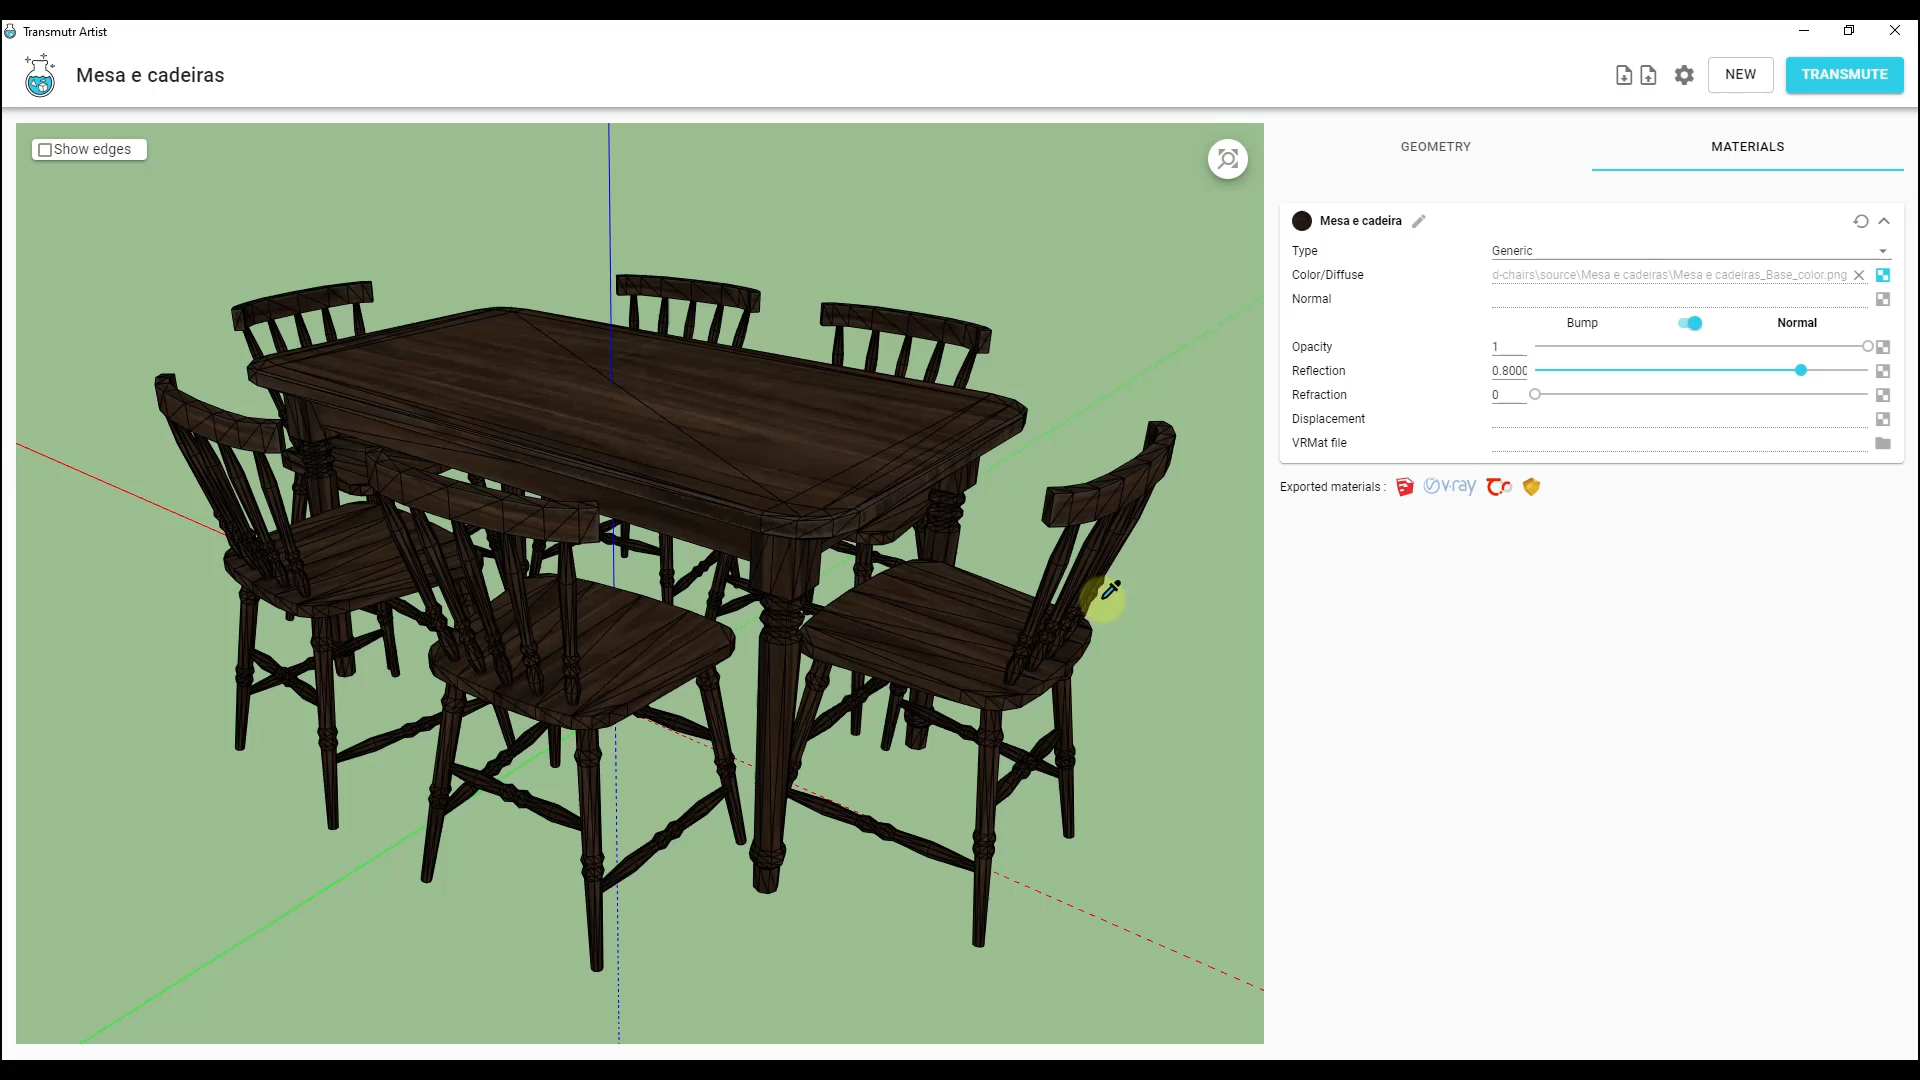 Transmutr Artist
Mesa e cadeiras
NEW
TRANSMUTE
Show edges
GEOMETRY
MATERIALS
Mesa e cadeira
Type
Generic
Color/Diffuse
d-chairs\source\Mesa e cadeiras\Mesa e cadeiras_Base_color.png
Normal
Bump
Normal
Opacity
1
Reflection
0.8000
Refraction
0
Displacement
VRMat file
Exported materials :
v·ray